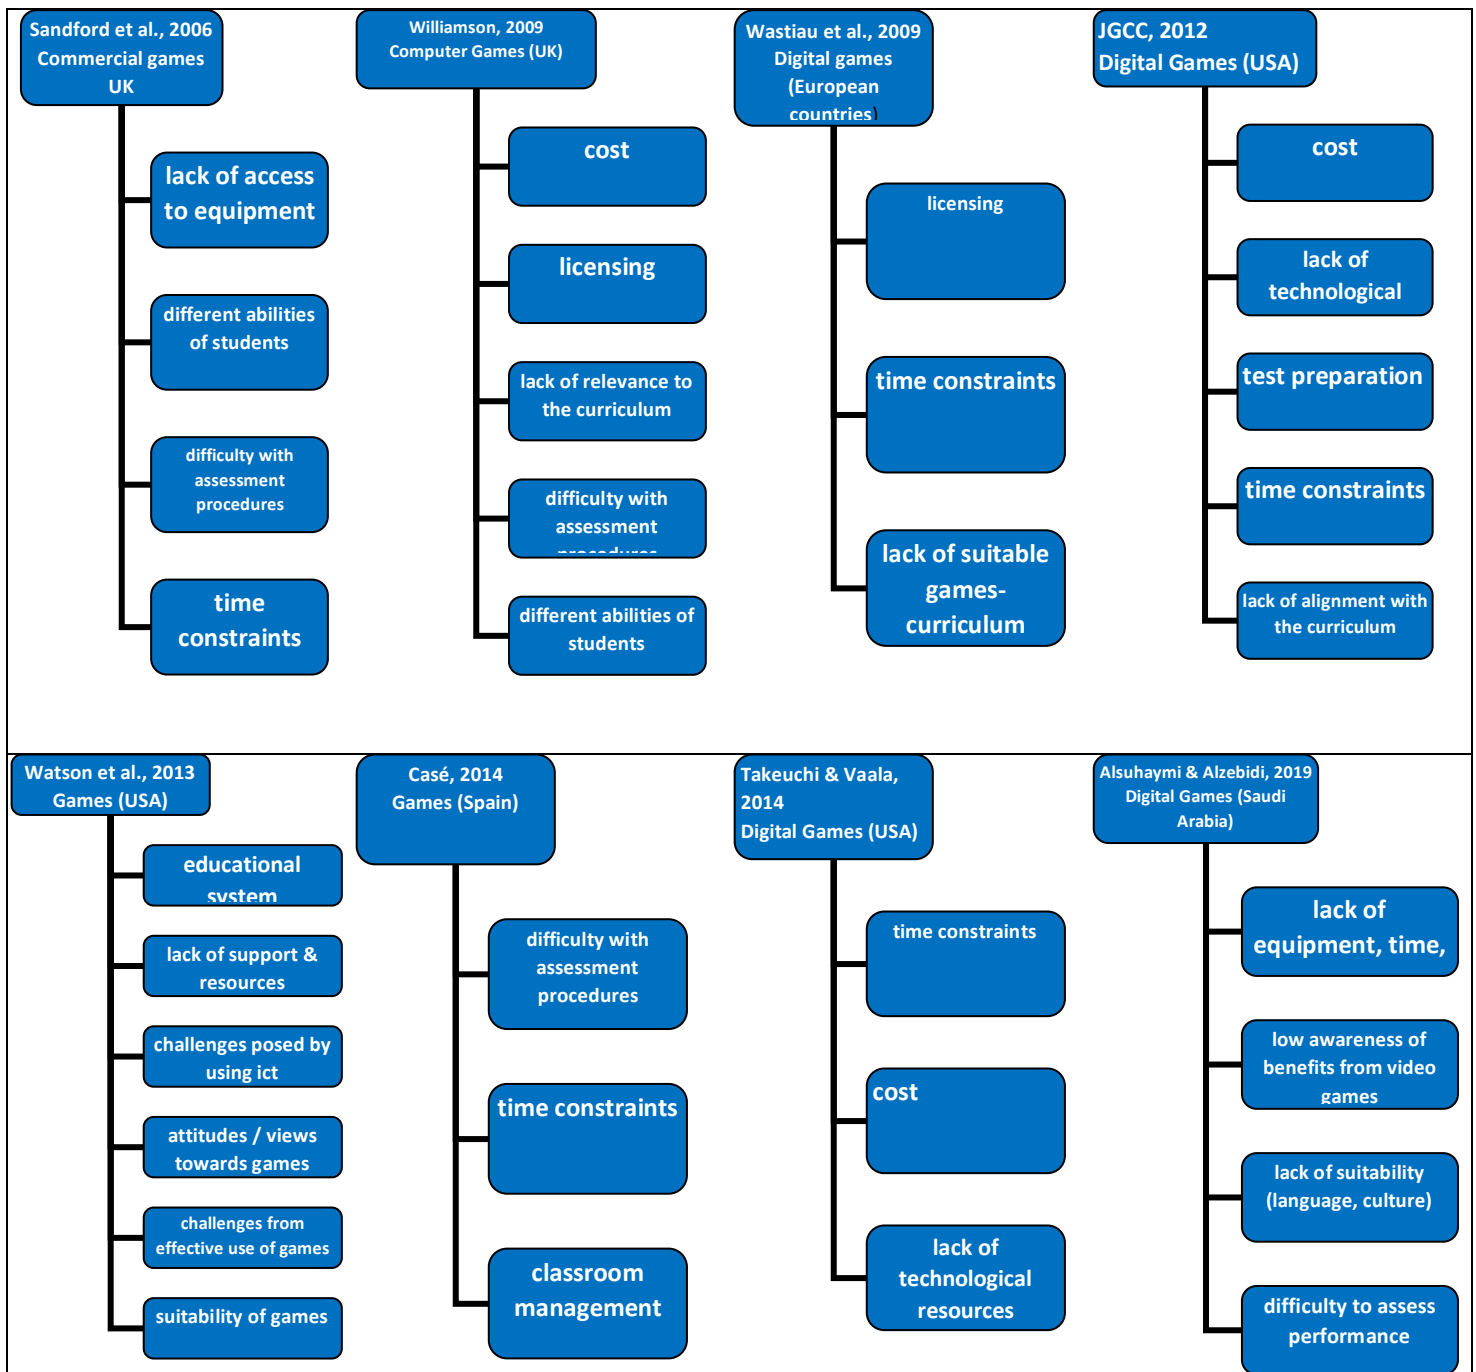 Sandford et al., 2006
Commercial games
UK
lack of access
to equipment
different abilities
of students
difficulty with
assessment
procedures
time
constraints
Williamson, 2009
Computer Games (UK)
cost
licensing
lack of relevance to
the curriculum
difficulty with
assessment
procedures
different abilities of
students
Wastiau et al., 2009
Digital games
(European
countries)
licensing
time constraints
lack of suitable
games-
curriculum
JGCC, 2012
Digital Games (USA)
cost
lack of
technological
test preparation
time constraints
lack of alignment with
the curriculum
Watson et al., 2013
Games (USA)
educational
system
lack of support &
resources
challenges posed by
using ict
attitudes / views
towards games
challenges from
effective use of games
suitability of games
Casé, 2014
Games (Spain)
difficulty with
assessment
procedures
time constraints
classroom
management
Takeuchi & Vaala,
2014
Digital Games (USA)
time constraints
cost
lack of
technological
resources
Alsuhaymi & Alzebidi, 2019
Digital Games (Saudi
Arabia)
lack of
equipment, time,
low awareness of
benefits from video
games
lack of suitability
(language, culture)
difficulty to assess
performance